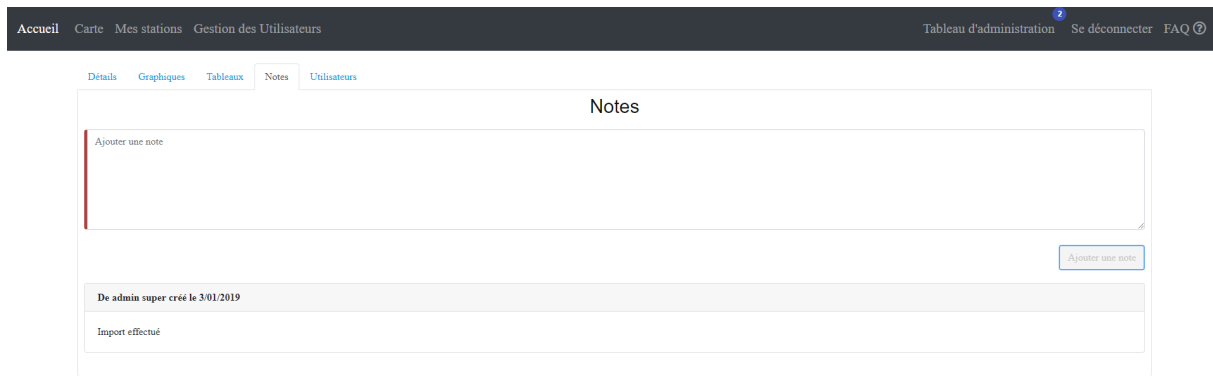 Accueil Carte Mes stations Gestion des Utilisateurs Tableau d'administration 2 Se déconnecter FAQ ?
Détails Graphiques Tableaux Notes Utilisateurs
Notes
Ajouter une note
Ajouter une note
De admin super créé le 3/01/2019
Import effectué